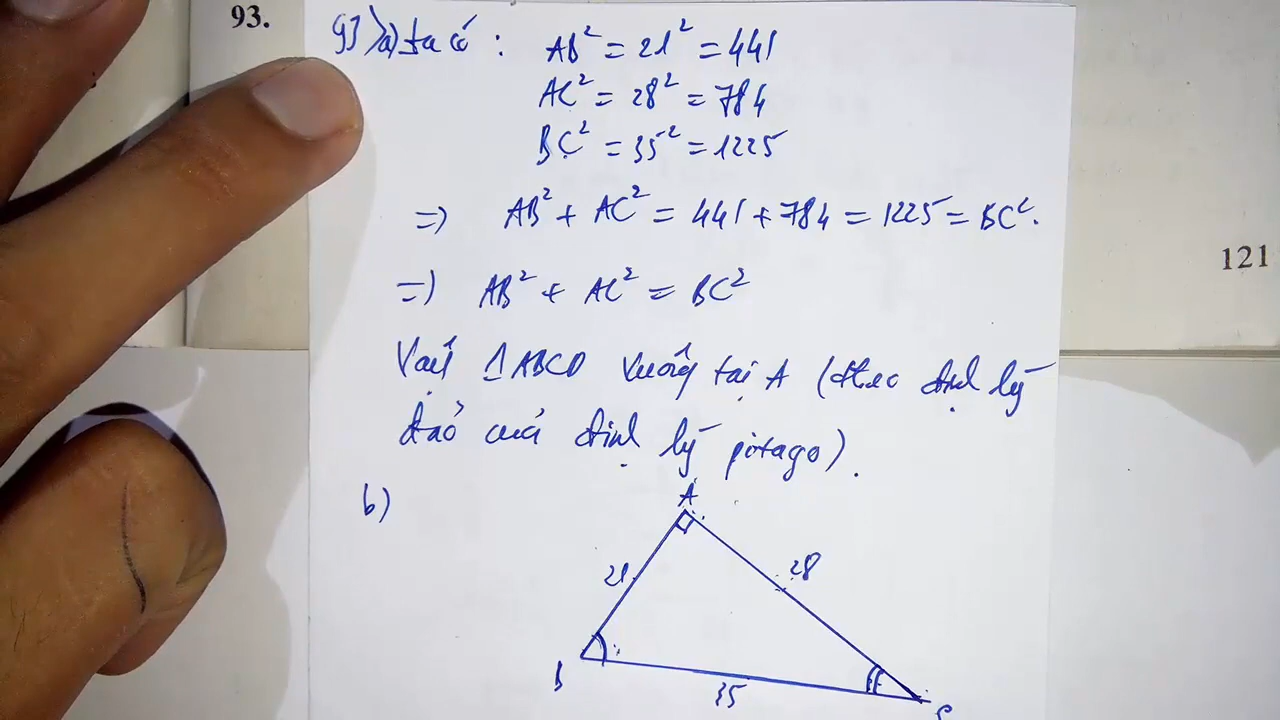 93.
93) a) ta có :
AB² = 21² = 441
AC² = 28² = 784
BC² = 35² = 1225
=> AB² + AC² = 441 + 784 = 1225 = BC².
121
=> AB² + AC² = BC²
Vậy ΔABCD vuông tại A (theo định lý
đảo của định lý pitago).
b)
A
21
28
B
35
C